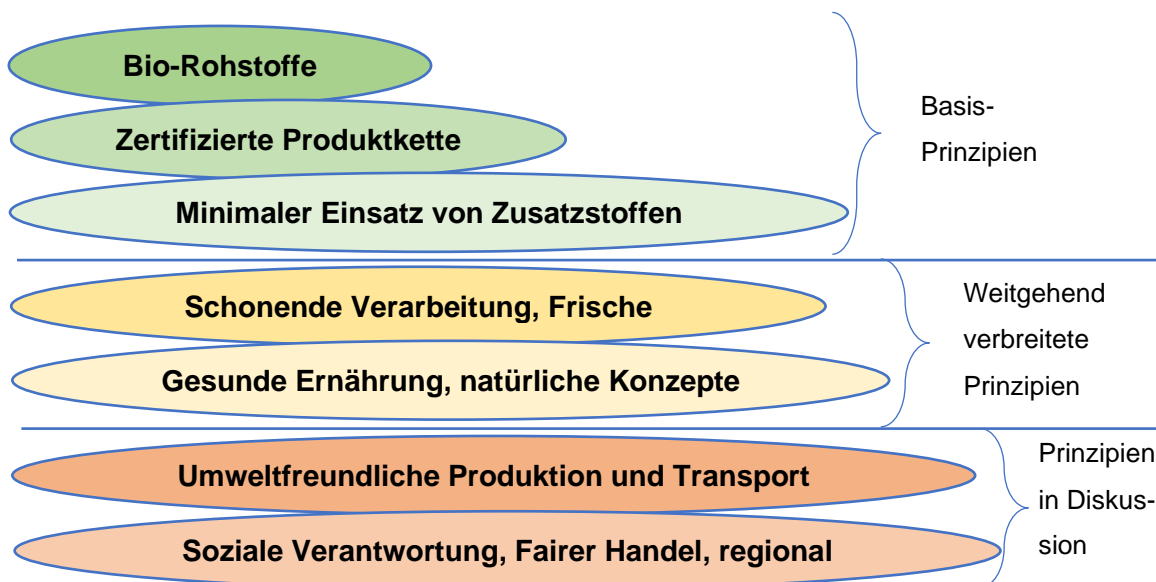 Bio-Rohstoffe
Zertifizierte Produktkette
Minimaler Einsatz von Zusatzstoffen
Basis-
Prinzipien
Schonende Verarbeitung, Frische
Gesunde Ernährung, natürliche Konzepte
Weitgehend
verbreitete
Prinzipien
Umweltfreundliche Produktion und Transport
Soziale Verantwortung, Fairer Handel, regional
Prinzipien
in Diskus-
sion